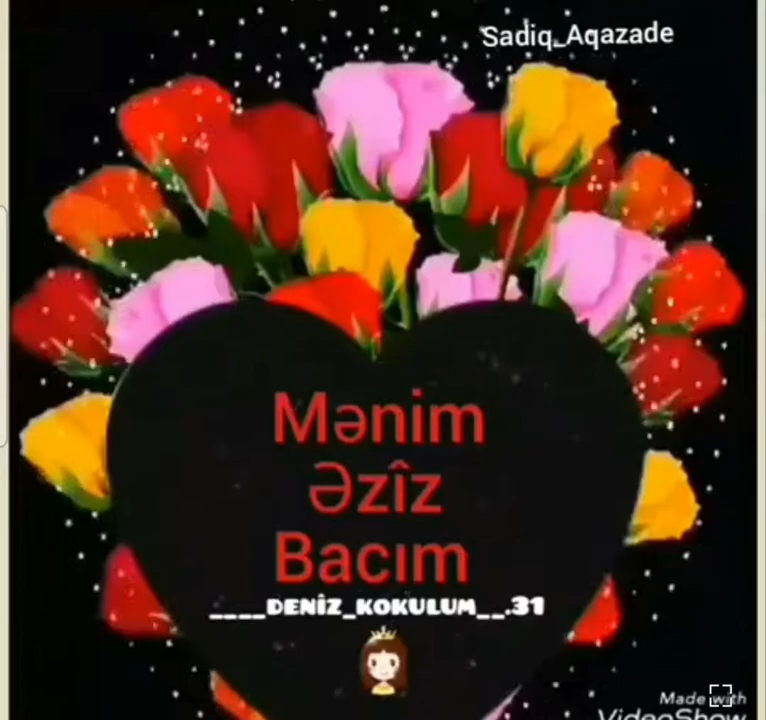 Sadiq_Aqazade
Mənim
Əzîz
Bacım
____DENİZ_KOKULUM__.31
Made with
VideoShow